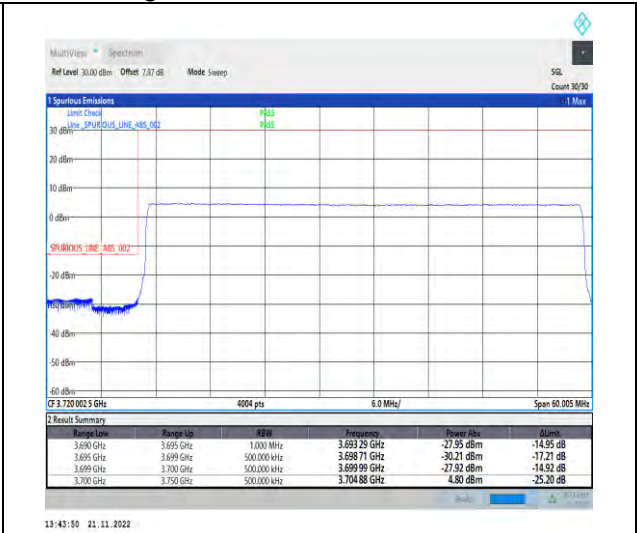 MultiView Spectrum
Ref Level 30.00 dBm Offset 7.87 dB Mode Sweep SGL
Count 30/30
1 Spurious Emissions 1 Max
Limit Check PASS
Line _SPURIOUS_LINE_ABS_002 PASS
30 dBm
20 dBm
10 dBm
0 dBm
_SPURIOUS_LINE_ABS_002
-20 dBm
-30 dBm
-40 dBm
-50 dBm
-60 dBm
CF 3.720 002 5 GHz 4004 pts 6.0 MHz/ Span 60.005 MHz
2 Result Summary
Range Low Range Up RBW Frequency Power Abs ΔLimit
3.690 GHz 3.695 GHz 1.000 MHz 3.693 29 GHz -27.95 dBm -14.95 dB
3.695 GHz 3.699 GHz 500.000 kHz 3.698 71 GHz -30.21 dBm -17.21 dB
3.699 GHz 3.700 GHz 500.000 kHz 3.699 99 GHz -27.92 dBm -14.92 dB
3.700 GHz 3.750 GHz 500.000 kHz 3.704 88 GHz 4.80 dBm -25.20 dB
13:43:50 21.11.2022